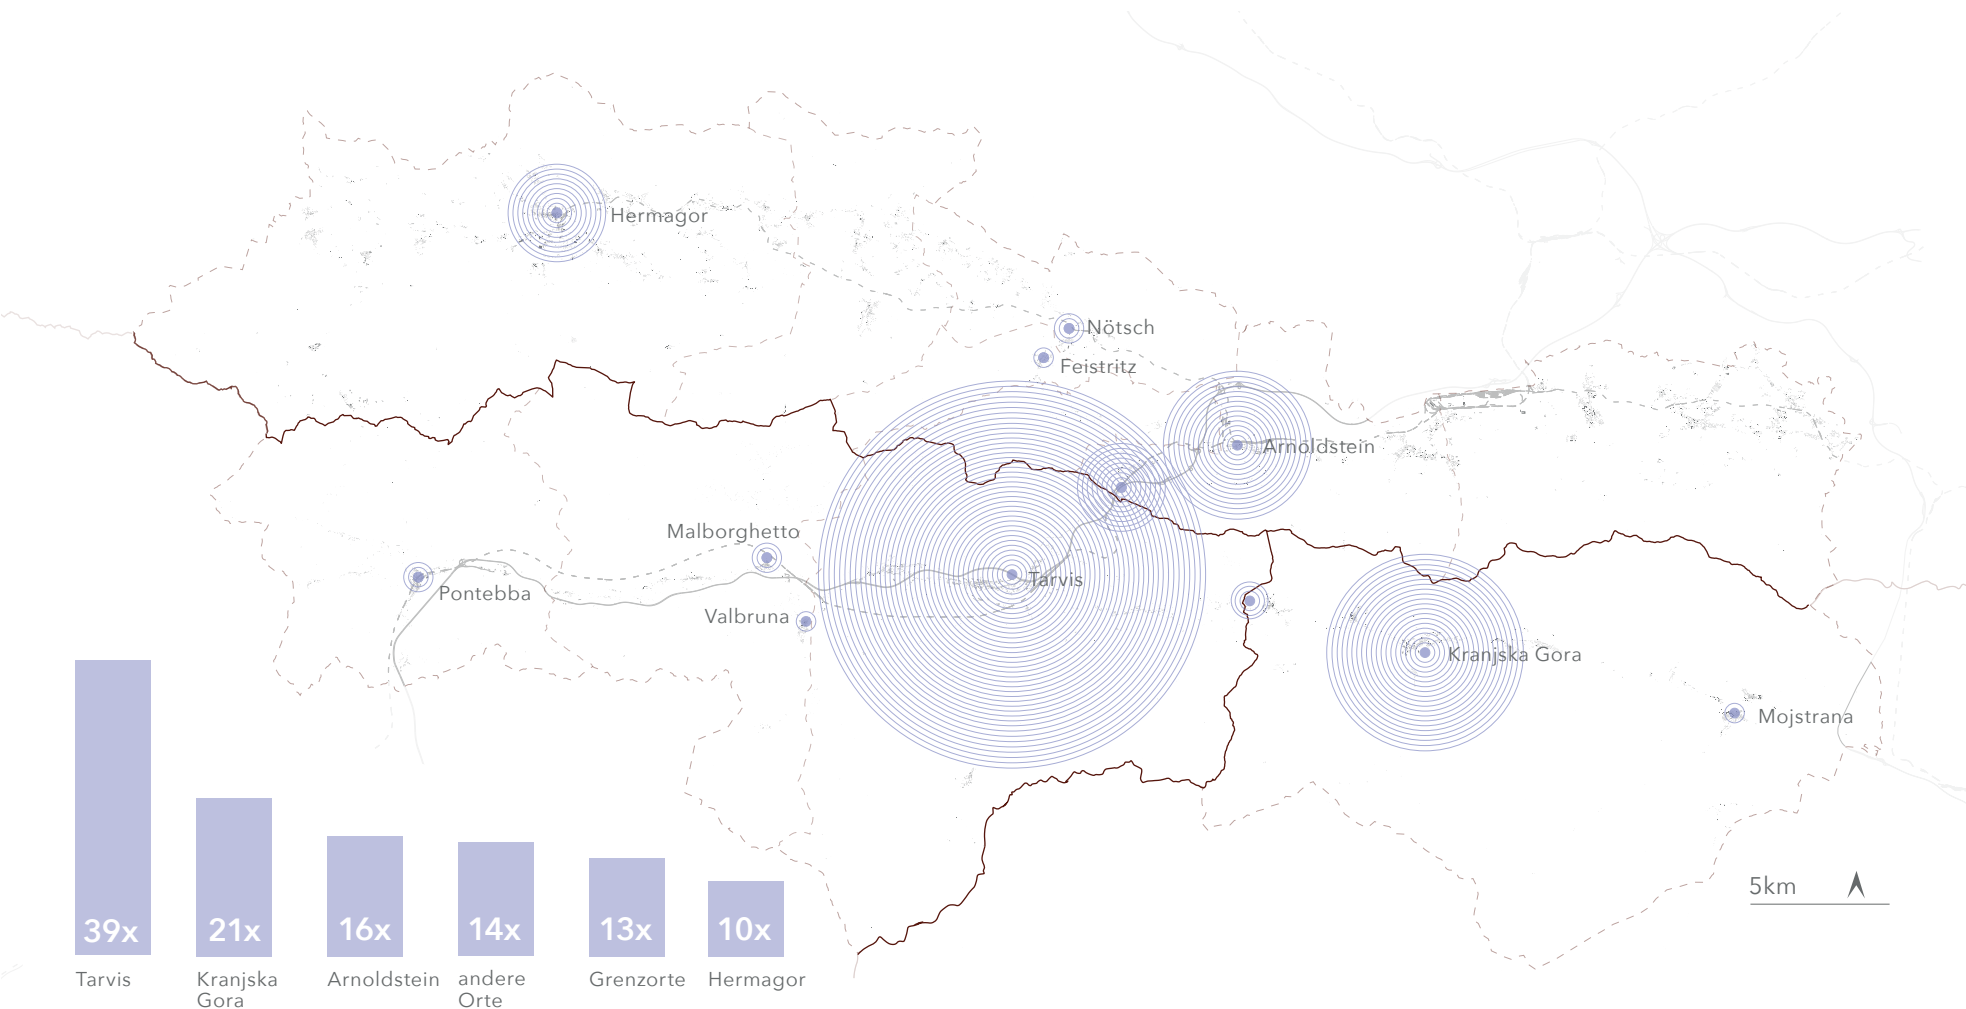 Hermagor
Nötsch
Feistritz
Arnoldstein
Malborghetto
Tarvis
Pontebba
Valbruna
Kranjska Gora
Mojstrana
5km
39x
21x
16x
14x
13x
10x
Tarvis
Kranjska
Gora
Arnoldstein
andere
Orte
Grenzorte
Hermagor